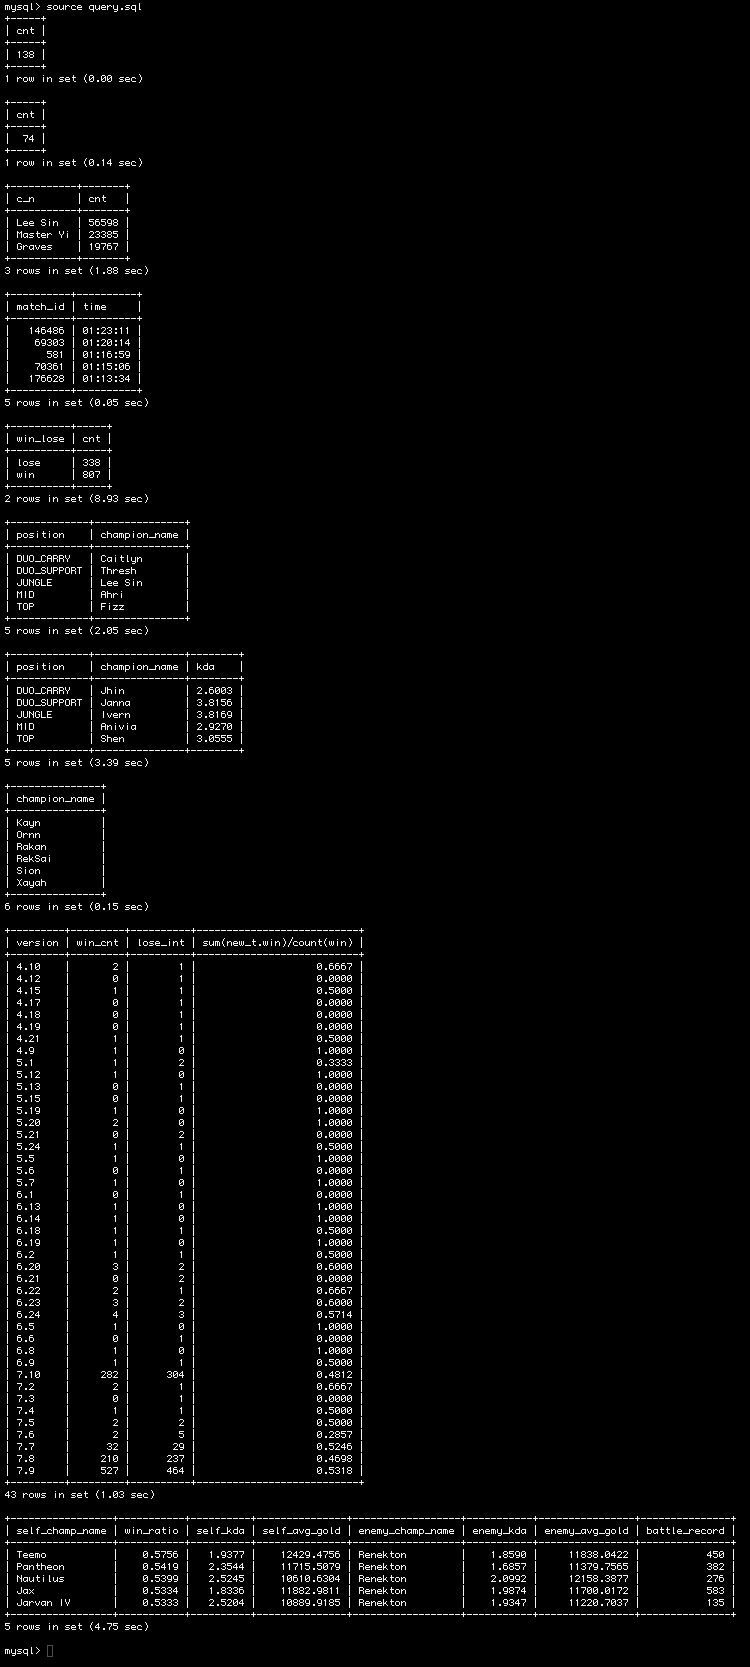 mysql> source query.sql
+-----+
| cnt |
+-----+
| 138 |
+-----+
1 row in set (0.00 sec)

+-----+
| cnt |
+-----+
|  74 |
+-----+
1 row in set (0.14 sec)

+-----------+-------+
| c_n       | cnt   |
+-----------+-------+
| Lee Sin   | 56598 |
| Master Yi | 23385 |
| Graves    | 19767 |
+-----------+-------+
3 rows in set (1.88 sec)

+----------+----------+
| match_id | time     |
+----------+----------+
|   146486 | 01:23:11 |
|    69303 | 01:20:14 |
|      581 | 01:16:59 |
|    70361 | 01:15:06 |
|   176628 | 01:13:34 |
+----------+----------+
5 rows in set (0.05 sec)

+----------+-----+
| win_lose | cnt |
+----------+-----+
| lose     | 338 |
| win      | 807 |
+----------+-----+
2 rows in set (8.93 sec)

+-------------+---------------+
| position    | champion_name |
+-------------+---------------+
| DUO_CARRY   | Caitlyn       |
| DUO_SUPPORT | Thresh        |
| JUNGLE      | Lee Sin       |
| MID         | Ahri          |
| TOP         | Fizz          |
+-------------+---------------+
5 rows in set (2.05 sec)

+-------------+---------------+--------+
| position    | champion_name | kda    |
+-------------+---------------+--------+
| DUO_CARRY   | Jhin          | 2.6003 |
| DUO_SUPPORT | Janna         | 3.8156 |
| JUNGLE      | Ivern         | 3.8169 |
| MID         | Anivia        | 2.9270 |
| TOP         | Shen          | 3.0555 |
+-------------+---------------+--------+
5 rows in set (3.39 sec)

+---------------+
| champion_name |
+---------------+
| Kayn          |
| Ornn          |
| Rakan         |
| RekSai        |
| Sion          |
| Xayah         |
+---------------+
6 rows in set (0.15 sec)

+---------+---------+----------+---------------------------+
| version | win_cnt | lose_int | sum(new_t.win)/count(win) |
+---------+---------+----------+---------------------------+
| 4.10    |       2 |        1 |                    0.6667 |
| 4.12    |       0 |        1 |                    0.0000 |
| 4.15    |       1 |        1 |                    0.5000 |
| 4.17    |       0 |        1 |                    0.0000 |
| 4.18    |       0 |        1 |                    0.0000 |
| 4.19    |       0 |        1 |                    0.0000 |
| 4.21    |       1 |        1 |                    0.5000 |
| 4.9     |       1 |        0 |                    1.0000 |
| 5.1     |       1 |        2 |                    0.3333 |
| 5.12    |       1 |        0 |                    1.0000 |
| 5.13    |       0 |        1 |                    0.0000 |
| 5.15    |       0 |        1 |                    0.0000 |
| 5.19    |       1 |        0 |                    1.0000 |
| 5.20    |       2 |        0 |                    1.0000 |
| 5.21    |       0 |        2 |                    0.0000 |
| 5.24    |       1 |        1 |                    0.5000 |
| 5.5     |       1 |        0 |                    1.0000 |
| 5.6     |       0 |        1 |                    0.0000 |
| 5.7     |       1 |        0 |                    1.0000 |
| 6.1     |       0 |        1 |                    0.0000 |
| 6.13    |       1 |        0 |                    1.0000 |
| 6.14    |       1 |        0 |                    1.0000 |
| 6.18    |       1 |        1 |                    0.5000 |
| 6.19    |       1 |        0 |                    1.0000 |
| 6.2     |       1 |        1 |                    0.5000 |
| 6.20    |       3 |        2 |                    0.6000 |
| 6.21    |       0 |        2 |                    0.0000 |
| 6.22    |       2 |        1 |                    0.6667 |
| 6.23    |       3 |        2 |                    0.6000 |
| 6.24    |       4 |        3 |                    0.5714 |
| 6.5     |       1 |        0 |                    1.0000 |
| 6.6     |       0 |        1 |                    0.0000 |
| 6.8     |       1 |        0 |                    1.0000 |
| 6.9     |       1 |        1 |                    0.5000 |
| 7.10    |     282 |      304 |                    0.4812 |
| 7.2     |       2 |        1 |                    0.6667 |
| 7.3     |       0 |        1 |                    0.0000 |
| 7.4     |       1 |        1 |                    0.5000 |
| 7.5     |       2 |        2 |                    0.5000 |
| 7.6     |       2 |        5 |                    0.2857 |
| 7.7     |      32 |       29 |                    0.5246 |
| 7.8     |     210 |      237 |                    0.4698 |
| 7.9     |     527 |      464 |                    0.5318 |
+---------+---------+----------+---------------------------+
43 rows in set (1.03 sec)

+-----------------+-----------+----------+---------------+------------------+-----------+----------------+---------------+
| self_champ_name | win_ratio | self_kda | self_avg_gold | enemy_champ_name | enemy_kda | enemy_avg_gold | battle_record |
+-----------------+-----------+----------+---------------+------------------+-----------+----------------+---------------+
| Teemo           |    0.5756 |   1.9377 |    12429.4756 | Renekton         |    1.8590 |     11838.0422 |           450 |
| Pantheon        |    0.5419 |   2.3544 |    11715.5079 | Renekton         |    1.6857 |     11379.7565 |           382 |
| Nautilus        |    0.5399 |   2.5245 |    10610.6304 | Renekton         |    2.0992 |     12158.3877 |           276 |
| Jax             |    0.5334 |   1.8336 |    11882.9811 | Renekton         |    1.9874 |     11700.0172 |           583 |
| Jarvan IV       |    0.5333 |   2.5204 |    10889.9185 | Renekton         |    1.9347 |     11220.7037 |           135 |
+-----------------+-----------+----------+---------------+------------------+-----------+----------------+---------------+
5 rows in set (4.75 sec)

mysql>